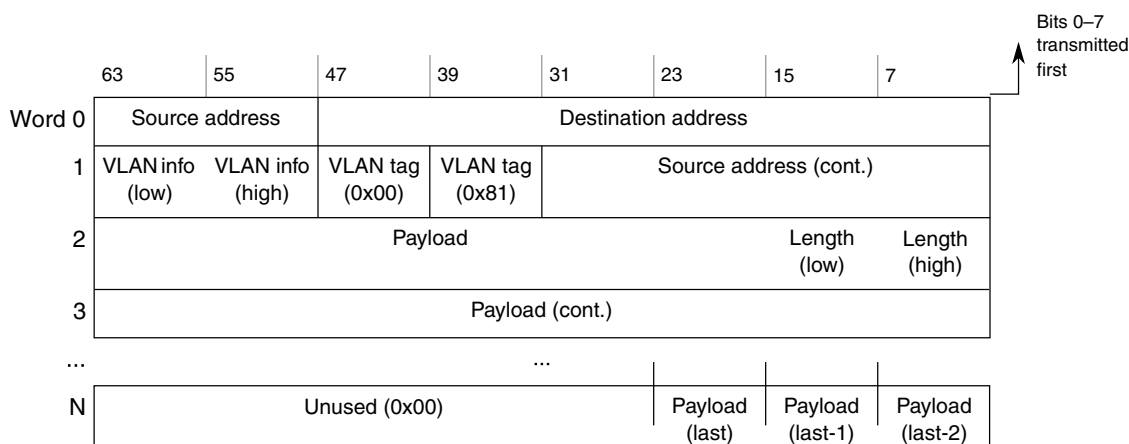 Bits 0–7
transmitted
first
63 55 47 39 31 23 15 7
Word 0 Source address Destination address
1 VLAN info (low) VLAN info (high) VLAN tag (0x00) VLAN tag (0x81) Source address (cont.)
2 Payload Length (low) Length (high)
3 Payload (cont.)
... ...
N Unused (0x00) Payload (last) Payload (last-1) Payload (last-2)